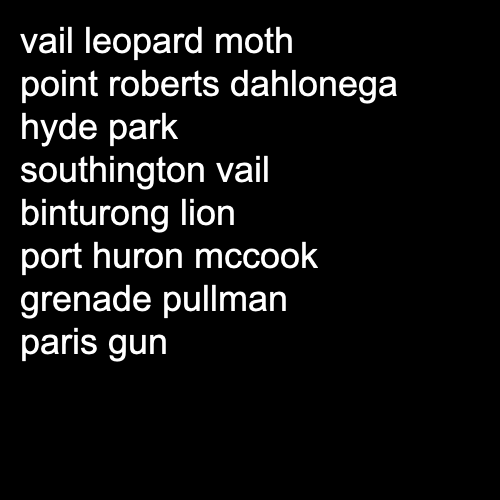 vail leopard moth
point roberts dahlonega
hyde park
southington vail
binturong lion
port huron mccook
grenade pullman
paris gun